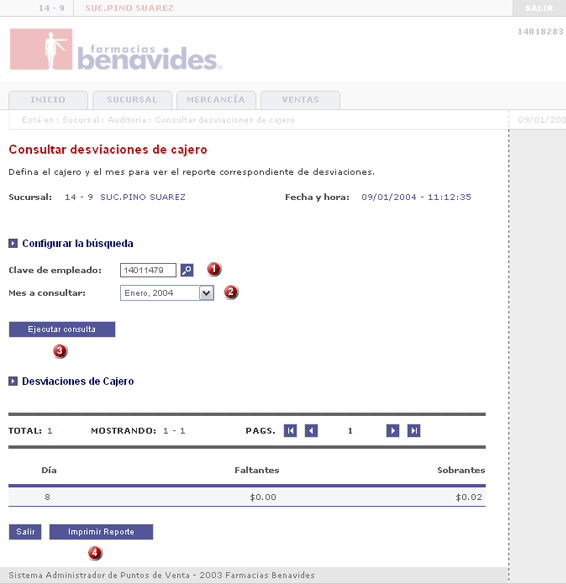 14 - 9 SUC.PINO SUAREZ SALIR
14018283
farmacias
benavides
INICIO SUCURSAL MERCANCÍA VENTAS
Está en : Sucursal : Auditoría : Consultar desviaciones de cajero 09/01/200
Consultar desviaciones de cajero
Defina el cajero y el mes para ver el reporte correspondiente de desviaciones.
Sucursal: 14 - 9 SUC.PINO SUAREZ Fecha y hora: 09/01/2004 - 11:12:35
Configurar la búsqueda
Clave de empleado: 14011479 1
Mes a consultar: Enero, 2004 2
Ejecutar consulta
3
Desviaciones de Cajero
TOTAL: 1 MOSTRANDO: 1 - 1 PAGS. 1
Día Faltantes Sobrantes
8 $0.00 $0.02
Salir Imprimir Reporte
4
Sistema Administrador de Puntos de Venta - 2003 Farmacias Benavides